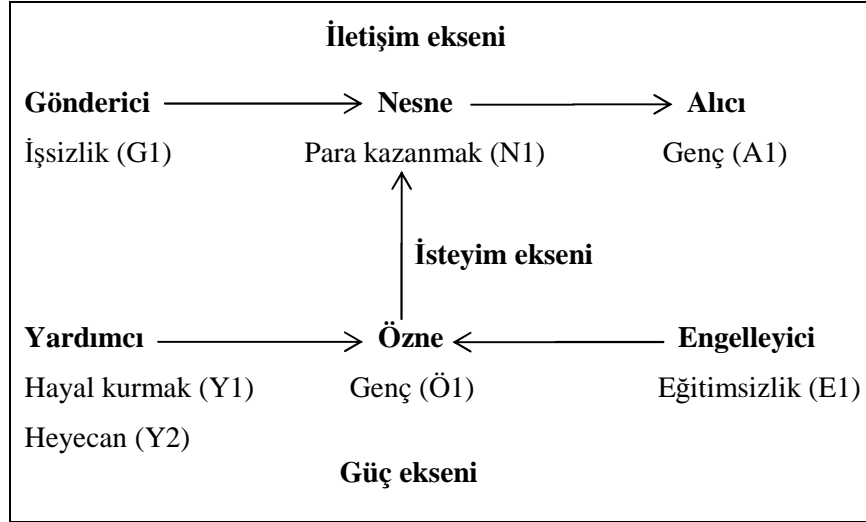 İletişim ekseni
Gönderici Nesne Alıcı
İşsizlik (G1) Para kazanmak (N1) Genç (A1)
İsteyim ekseni
Yardımcı Özne Engelleyici
Hayal kurmak (Y1) Genç (Ö1) Eğitimsizlik (E1)
Heyecan (Y2)
Güç ekseni